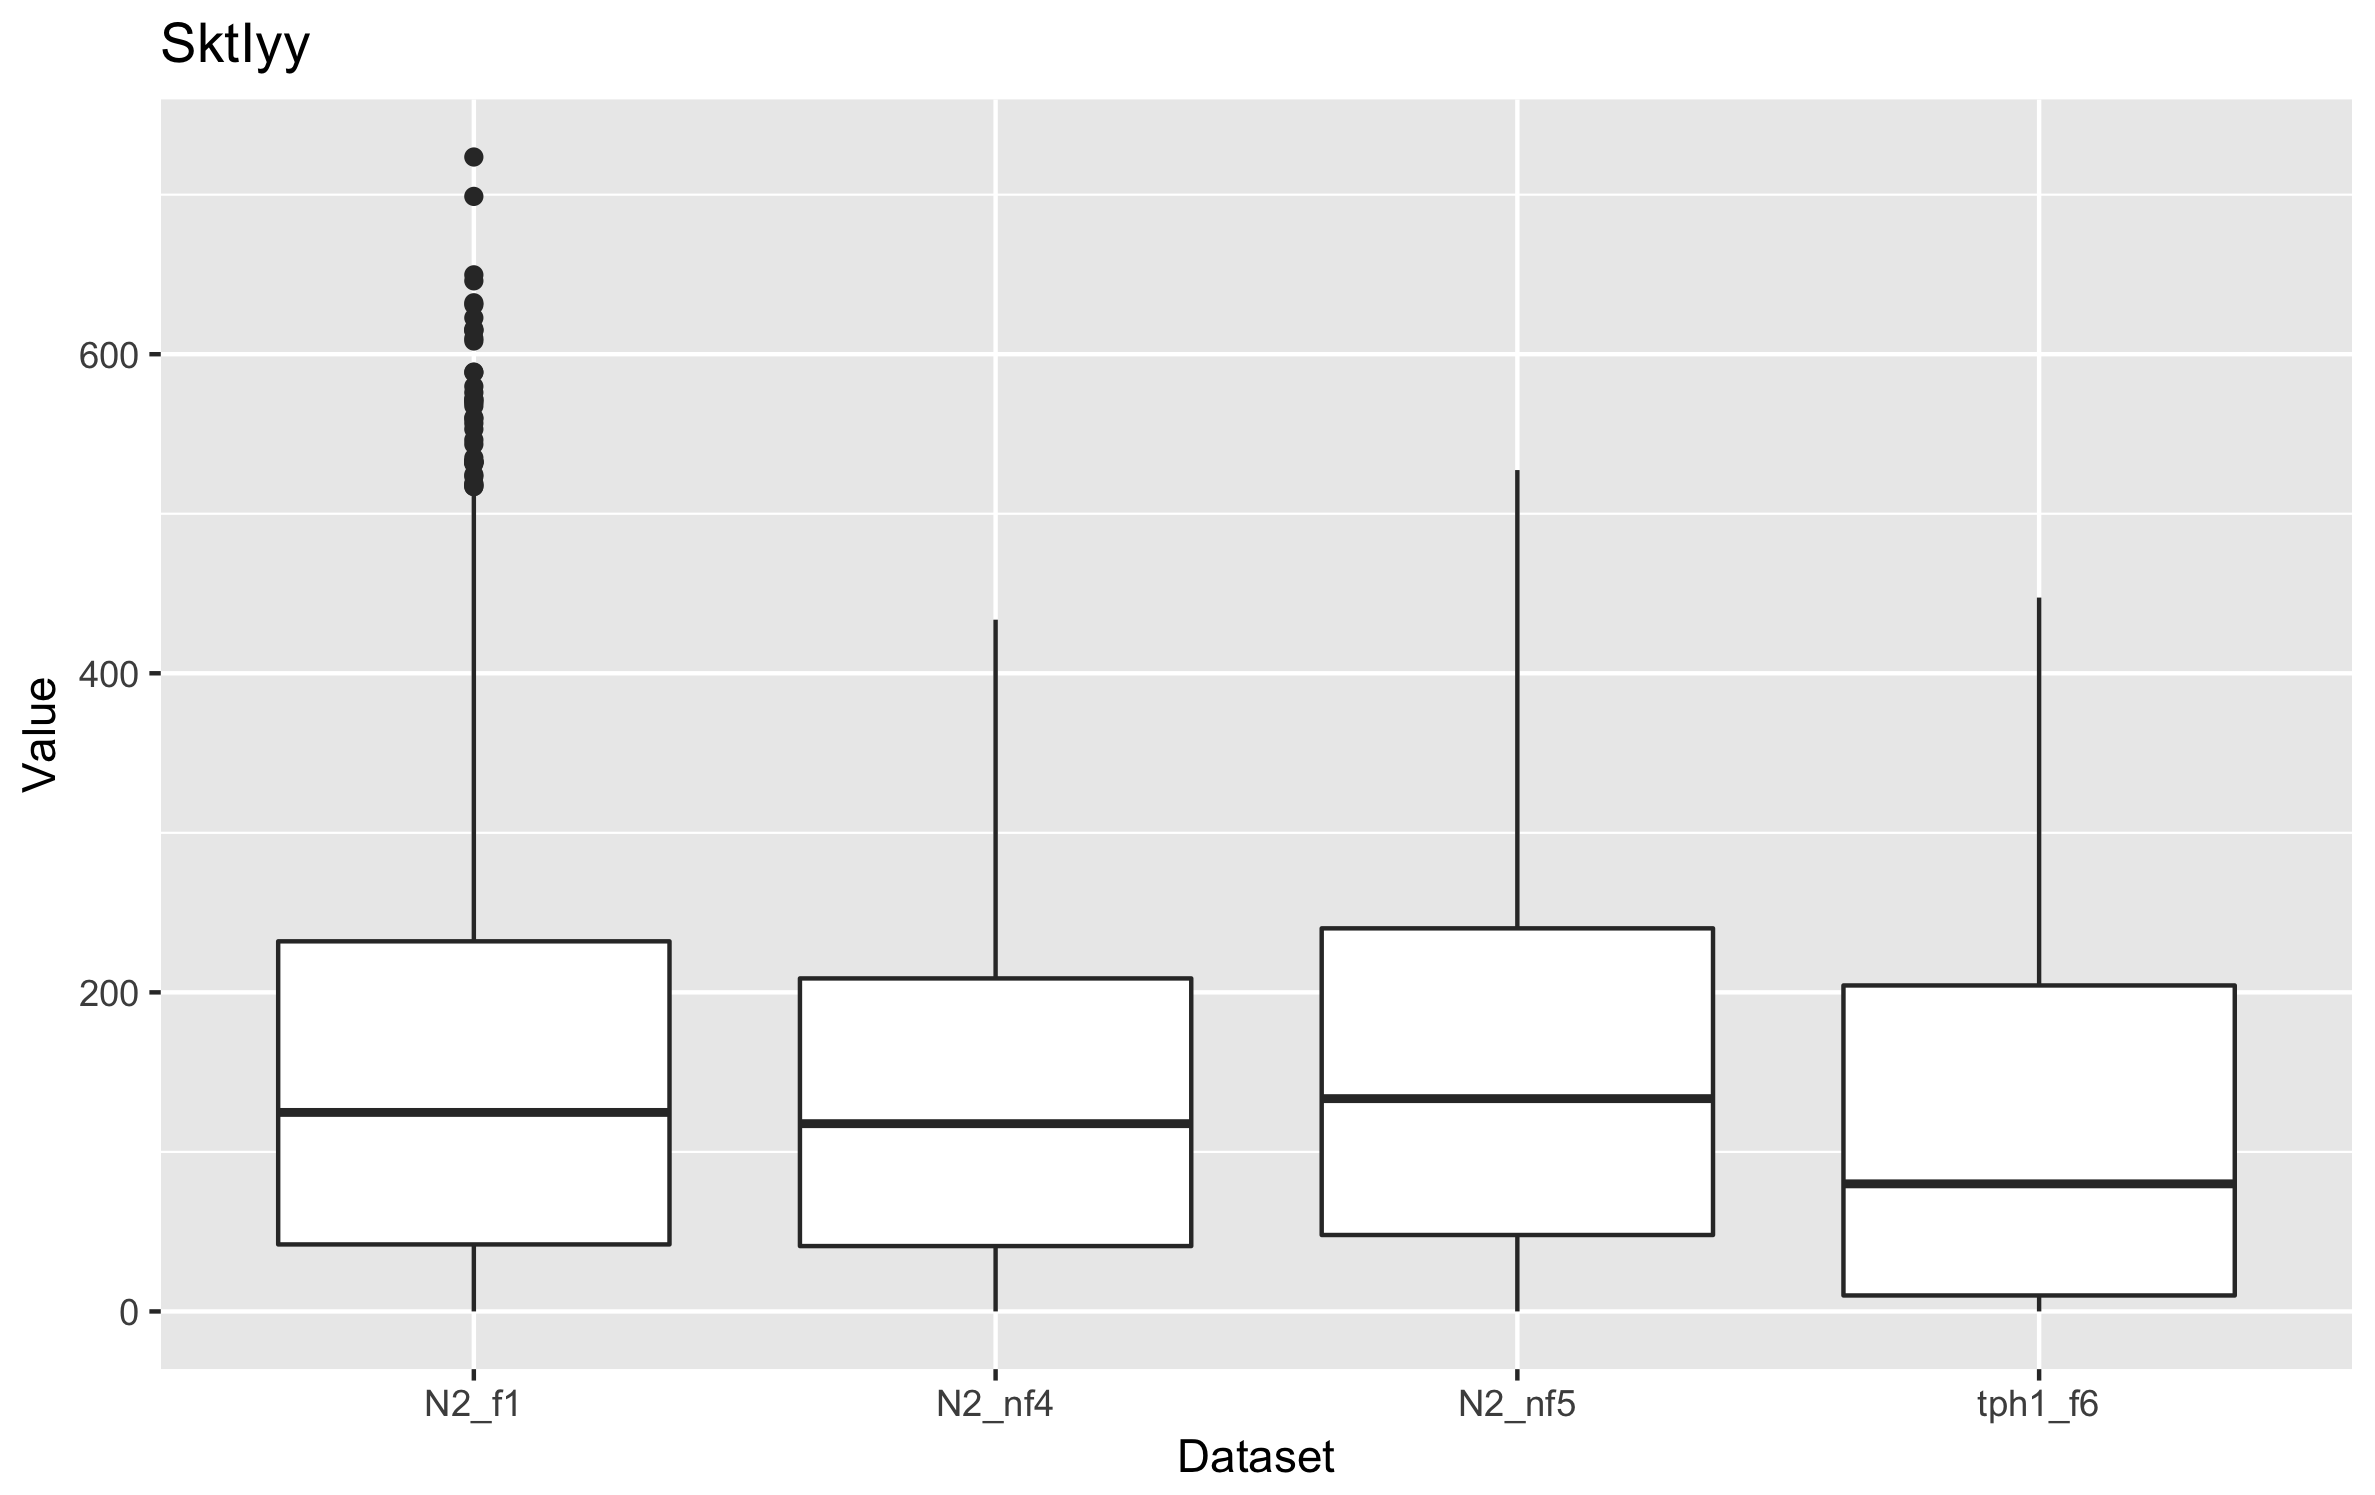 Sktlyy
Value
600
400
200
0
N2_f1
N2_nf4
N2_nf5
tph1_f6
Dataset